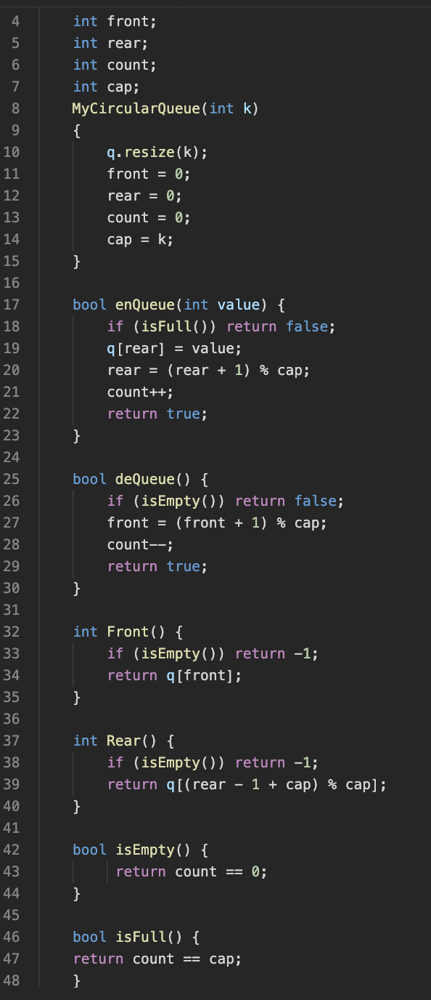 4 int front;
5 int rear;
6 int count;
7 int cap;
8 MyCircularQueue(int k)
9 {
10 q.resize(k);
11 front = 0;
12 rear = 0;
13 count = 0;
14 cap = k;
15 }
16
17 bool enQueue(int value) {
18 if (isFull()) return false;
19 q[rear] = value;
20 rear = (rear + 1) % cap;
21 count++;
22 return true;
23 }
24
25 bool deQueue() {
26 if (isEmpty()) return false;
27 front = (front + 1) % cap;
28 count--;
29 return true;
30 }
31
32 int Front() {
33 if (isEmpty()) return -1;
34 return q[front];
35 }
36
37 int Rear() {
38 if (isEmpty()) return -1;
39 return q[(rear - 1 + cap) % cap];
40 }
41
42 bool isEmpty() {
43 return count == 0;
44 }
45
46 bool isFull() {
47 return count == cap;
48 }